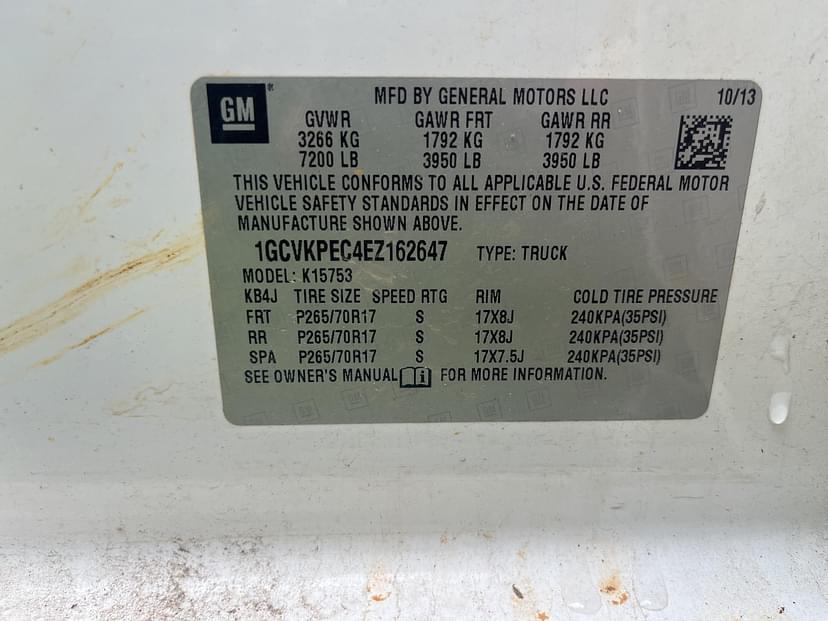 GM ® MFD BY GENERAL MOTORS LLC 10/13
GVWR GAWR FRT GAWR RR
3266 KG 1792 KG 1792 KG
7200 LB 3950 LB 3950 LB
THIS VEHICLE CONFORMS TO ALL APPLICABLE U.S. FEDERAL MOTOR
VEHICLE SAFETY STANDARDS IN EFFECT ON THE DATE OF
MANUFACTURE SHOWN ABOVE.
1GCVKPEC4EZ162647 TYPE: TRUCK
MODEL: K15753
KB4J TIRE SIZE SPEED RTG RIM COLD TIRE PRESSURE
FRT P265/70R17 S 17X8J 240KPA(35PSI)
RR P265/70R17 S 17X8J 240KPA(35PSI)
SPA P265/70R17 S 17X7.5J 240KPA(35PSI)
SEE OWNER'S MANUAL FOR MORE INFORMATION.